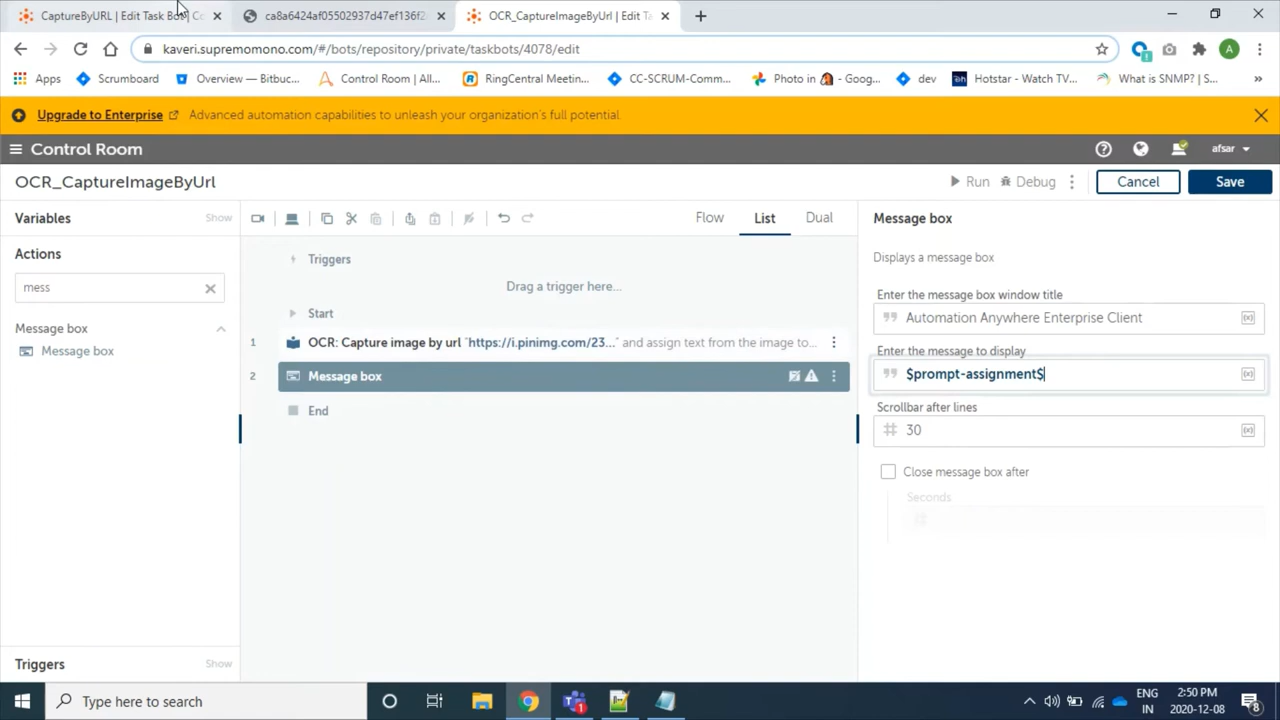 CaptureByURL | Edit Task Bot
ca8a6424af05502937d47ef136f2
OCR_CaptureImageByUrl | Edit Ta
kaveri.supremomono.com/#/bots/repository/private/taskbots/4078/edit
A
Apps
Scrumboard
Overview — Bitbuc...
Control Room | All...
RingCentral Meetin...
CC-SCRUM-Comm...
Photo in
- Goog...
dev
Hotstar - Watch TV...
What is SNMP? | S...
Upgrade to Enterprise
Advanced automation capabilities to unleash your organization's full potential.
Control Room
afsar
OCR_CaptureImageByUrl
Run
Debug
Cancel
Save
Variables
Show
Flow
List
Dual
Message box
Actions
Triggers
Displays a message box
mess
Drag a trigger here...
Enter the message box window title
Start
Automation Anywhere Enterprise Client
Message box
1
OCR: Capture image by url "https://i.pinimg.com/23..." and assign text from the image to...
Message box
Enter the message to display
2
Message box
$prompt-assignment$
End
Scrollbar after lines
30
Close message box after
Seconds
Triggers
Show
Type here to search
1
ENG
IN
2:50 PM
2020-12-08
8